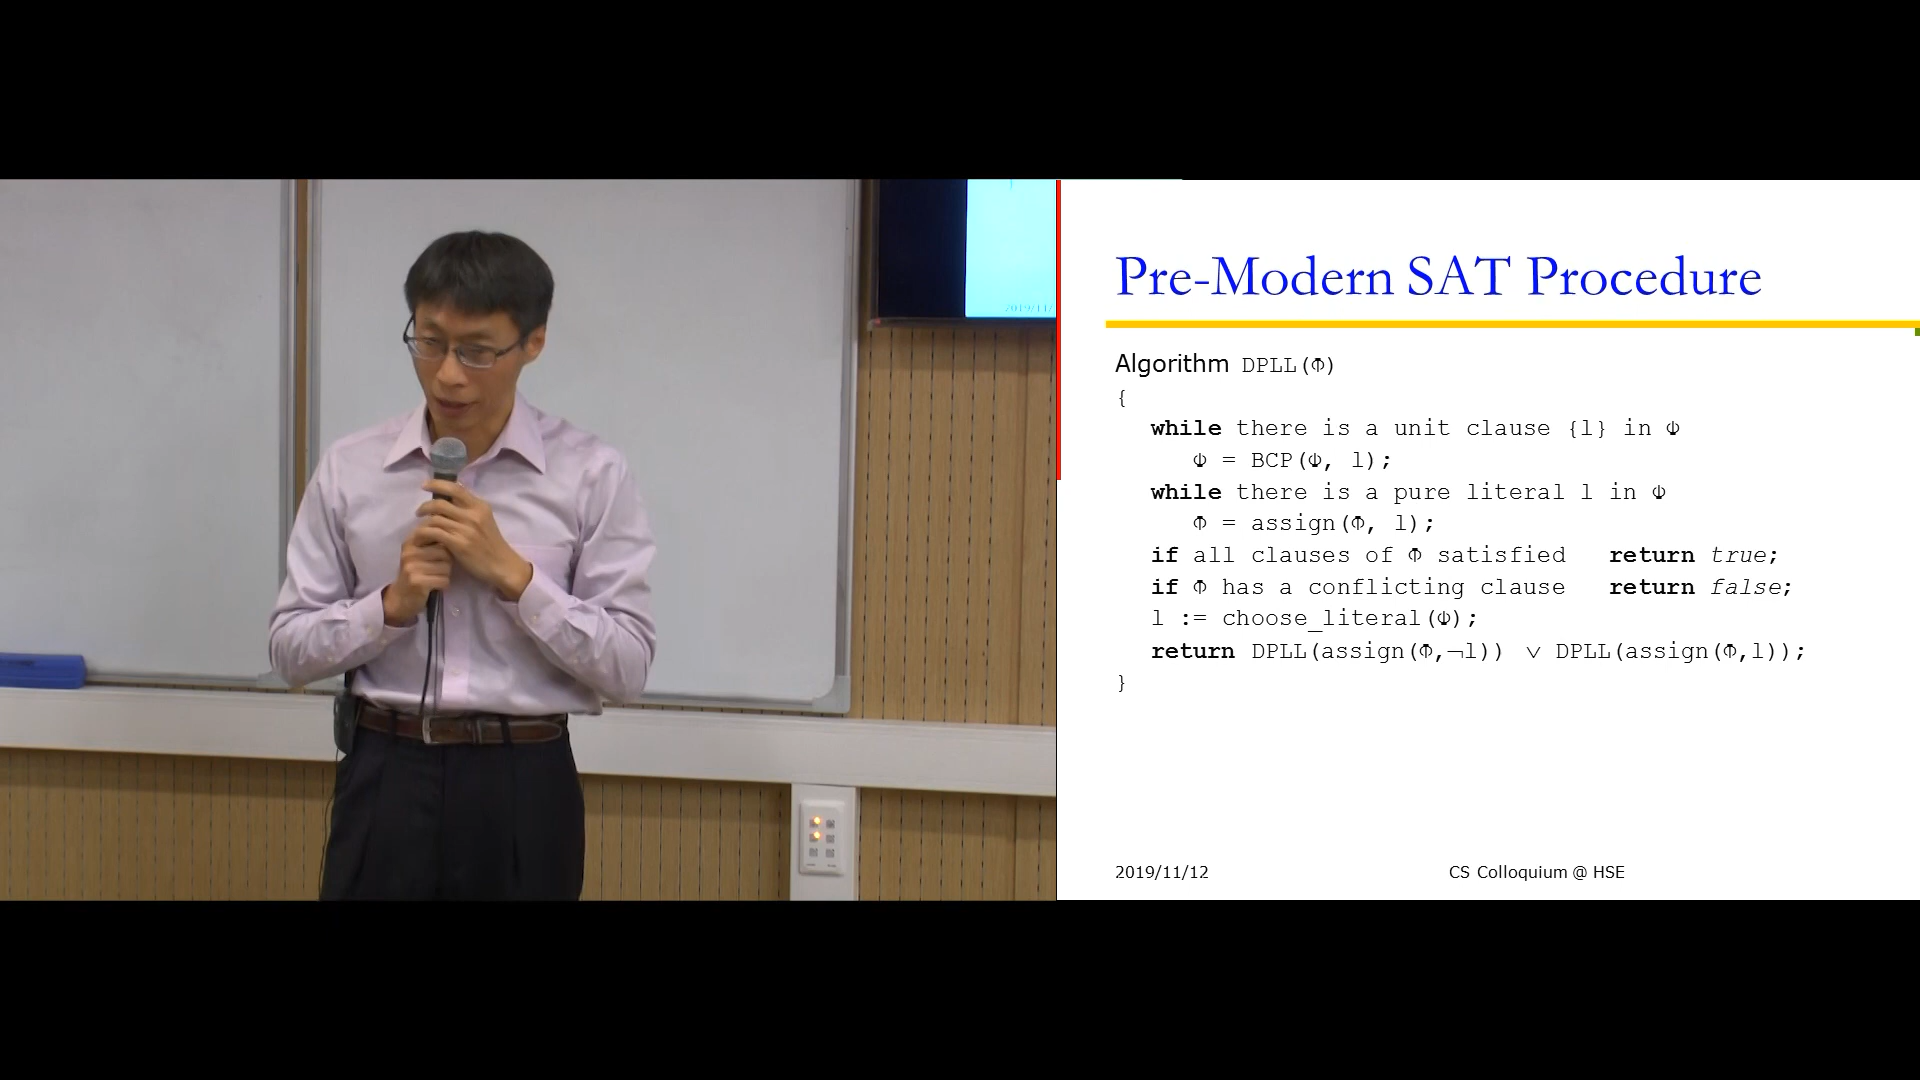 Pre-Modern SAT Procedure
Algorithm DPLL(Φ)
{
while there is a unit clause {l} in Φ
Φ = BCP(Φ, l);
while there is a pure literal l in Φ
Φ = assign(Φ, l);
if all clauses of Φ satisfied return true;
if Φ has a conflicting clause return false;
l := choose_literal(Φ);
return DPLL(assign(Φ,¬l)) ∨ DPLL(assign(Φ,l));
}
2019/11/12 CS Colloquium @ HSE
2019/11/